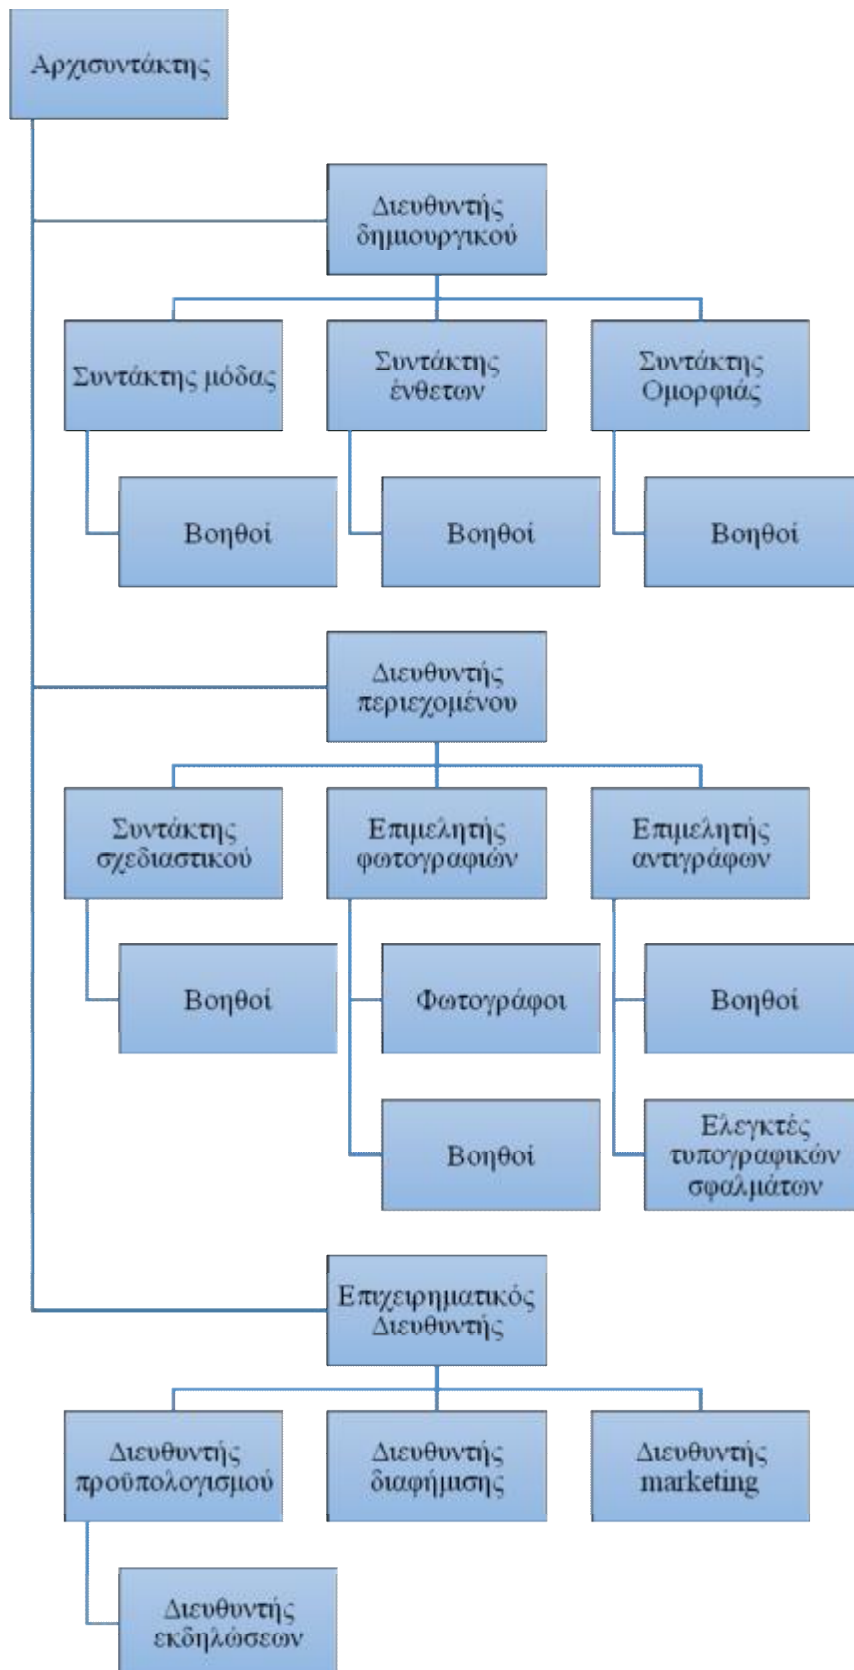 Αρχισυντάκτης
Διευθυντής
δημιουργικού
Συντάκτης μόδας
Συντάκτης
ένθετων
Συντάκτης
Ομορφιάς
Βοηθοί
Βοηθοί
Βοηθοί
Διευθυντής
περιεχομένου
Συντάκτης
σχεδιαστικού
Επιμελητής
φωτογραφιών
Επιμελητής
αντιγράφων
Βοηθοί
Φωτογράφοι
Βοηθοί
Βοηθοί
Ελεγκτές
τυπογραφικών
σφαλμάτων
Επιχειρηματικός
Διευθυντής
Διευθυντής
προϋπολογισμού
Διευθυντής
διαφήμισης
Διευθυντής
marketing
Διευθυντής
εκδηλώσεων